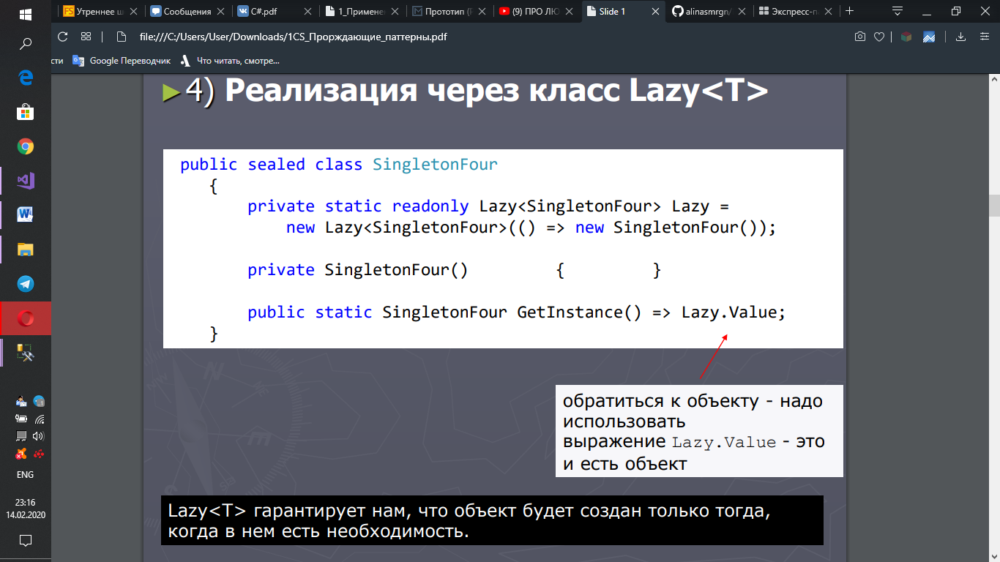 Утреннее ш
Сообщения
C#.pdf
1_Примене
Прототип (P
(9) ПРО ЛЮ
Slide 1
alinasmrgn/
Экспресс-п
file:///C:/Users/User/Downloads/1CS_Прорждающие_паттерны.pdf
сти
Google Переводчик
Что читать, смотре...
4) Реализация через класс Lazy<T>
public sealed class SingletonFour
{
private static readonly Lazy<SingletonFour> Lazy =
new Lazy<SingletonFour>(() => new SingletonFour());
private SingletonFour() { }
public static SingletonFour GetInstance() => Lazy.Value;
}
обратиться к объекту - надо
использовать
выражение Lazy.Value - это
и есть объект
Lazy<T> гарантирует нам, что объект будет создан только тогда,
когда в нем есть необходимость.
ENG
23:16
14.02.2020